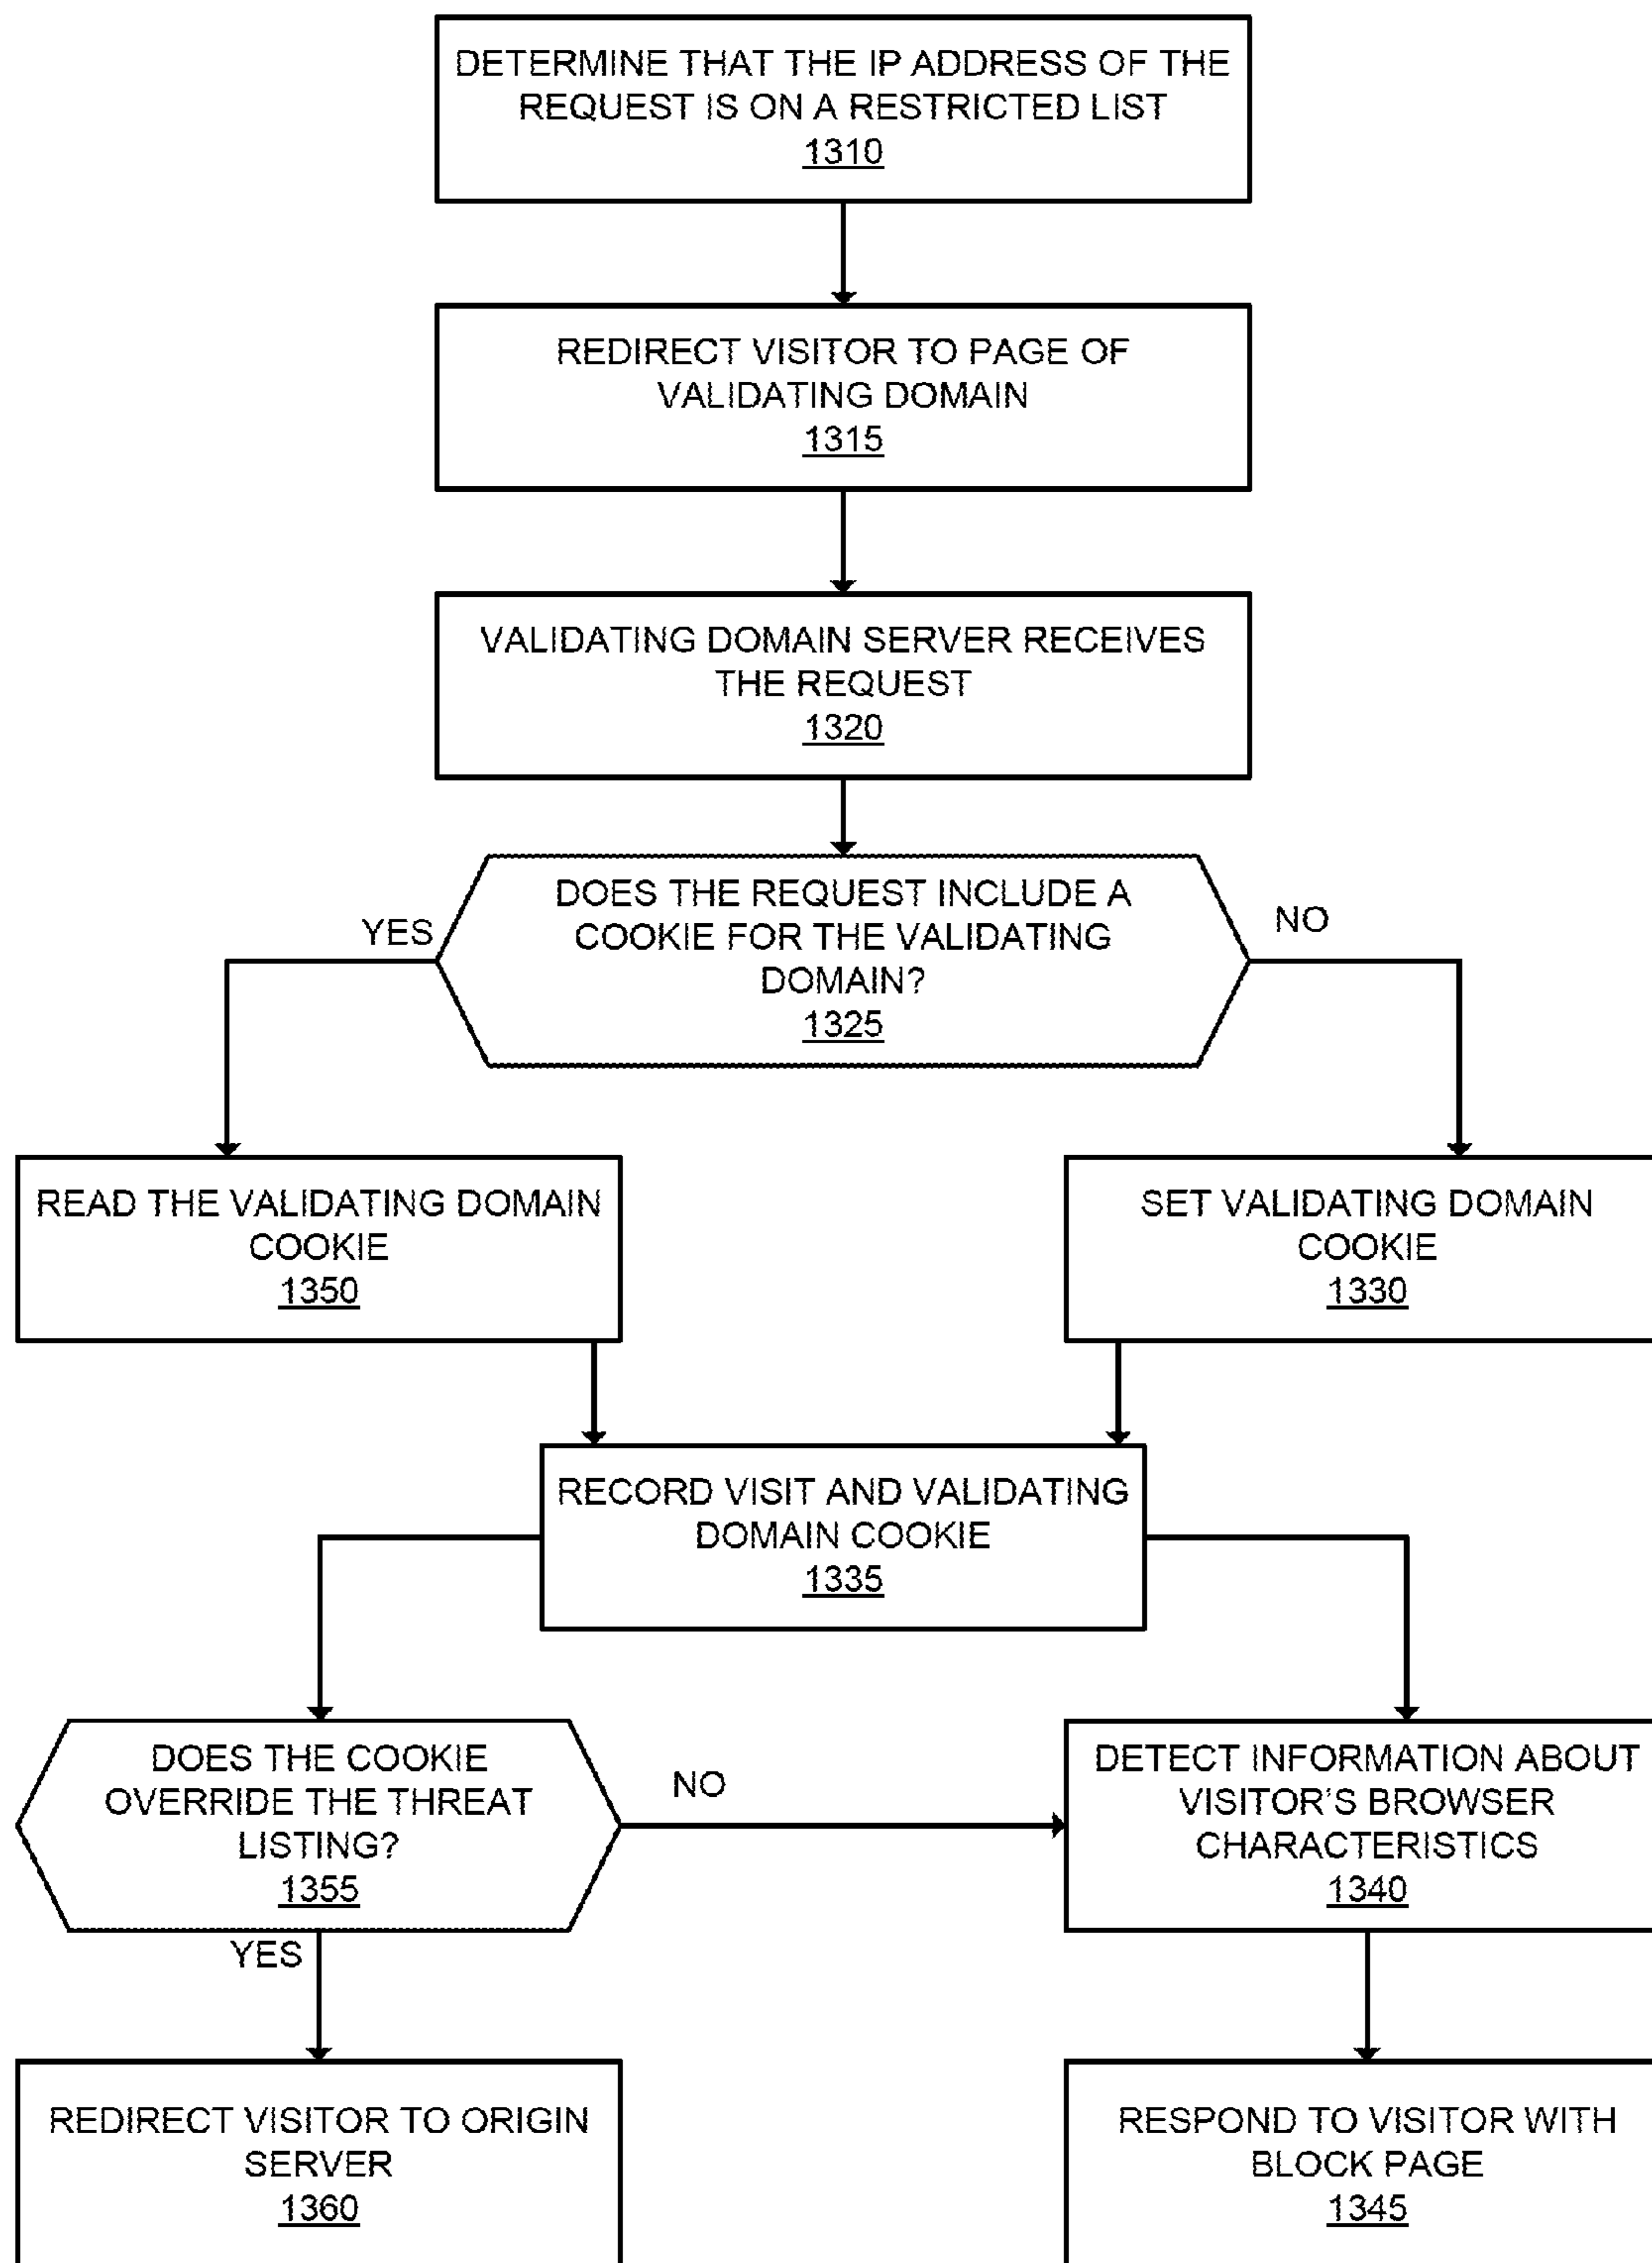 DETERMINE THAT THE IP ADDRESS OF THE
REQUEST IS ON A RESTRICTED LIST
1310
REDIRECT VISITOR TO PAGE OF
VALIDATING DOMAIN
1315
VALIDATING DOMAIN SERVER RECEIVES
THE REQUEST
1320
DOES THE REQUEST INCLUDE A
COOKIE FOR THE VALIDATING
DOMAIN?
1325
YES
NO
READ THE VALIDATING DOMAIN
COOKIE
1350
SET VALIDATING DOMAIN
COOKIE
1330
RECORD VISIT AND VALIDATING
DOMAIN COOKIE
1335
DOES THE COOKIE
OVERRIDE THE THREAT
LISTING?
1355
NO
YES
DETECT INFORMATION ABOUT
VISITOR'S BROWSER
CHARACTERISTICS
1340
REDIRECT VISITOR TO ORIGIN
SERVER
1360
RESPOND TO VISITOR WITH
BLOCK PAGE
1345